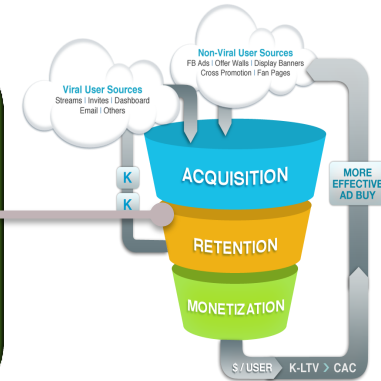 Non-Viral User Sources
FB Ads | Offer Walls | Display Banners
Cross Promotion | Fan Pages
Viral User Sources
Streams | Invites | Dashboard
Email | Others
K
K
ACQUISITION
MORE
EFFECTIVE
AD BUY
RETENTION
MONETIZATION
$ / USER K-LTV > CAC